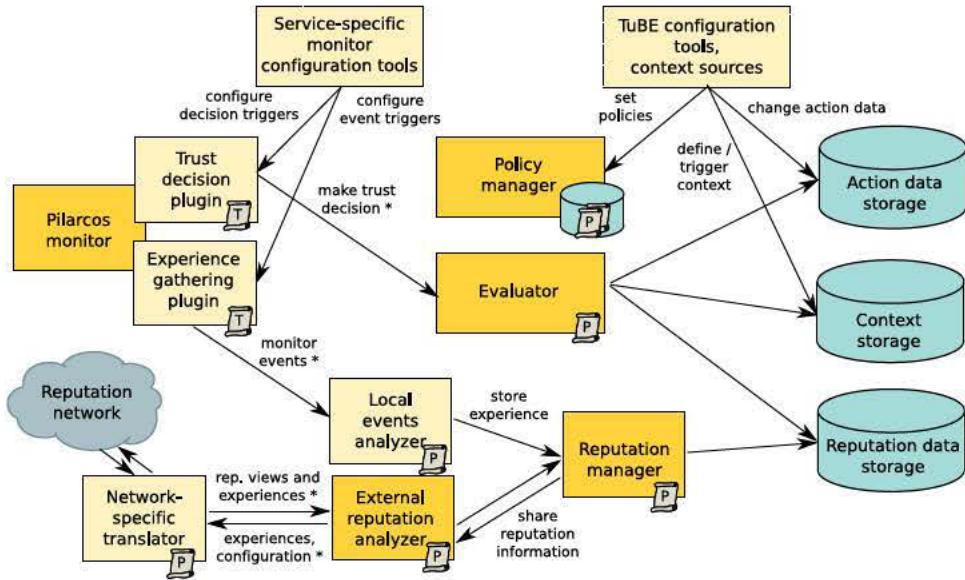 Service-specific
monitor
configuration tools
TuBE configuration
tools,
context sources
configure
decision triggers
configure
event triggers
set
policies
change action data
define /
trigger
context
Trust
decision
plugin
T
Pilarcos
monitor
Experience
gathering
plugin
T
make trust
decision *
Policy
manager
P
Evaluator
P
Action data
storage
Context
storage
Reputation data
storage
monitor
events *
Reputation
network
Local
events
analyzer
P
store
experience
Reputation
manager
P
Network-
specific
translator
P
rep. views and
experiences *
experiences,
configuration *
External
reputation
analyzer
P
share
reputation
information